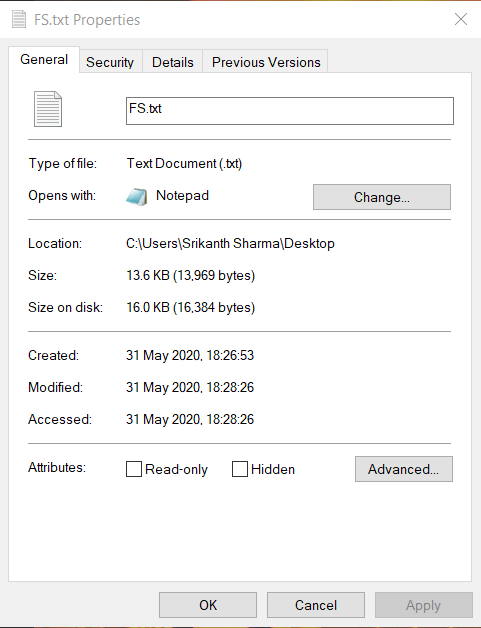 FS.txt Properties
General Security Details Previous Versions
FS.txt
Type of file: Text Document (.txt)
Opens with: Notepad Change...
Location: C:\Users\Srikanth Sharma\Desktop
Size: 13.6 KB (13,969 bytes)
Size on disk: 16.0 KB (16,384 bytes)
Created: 31 May 2020, 18:26:53
Modified: 31 May 2020, 18:28:26
Accessed: 31 May 2020, 18:28:26
Attributes: Read-only Hidden Advanced...
OK Cancel Apply